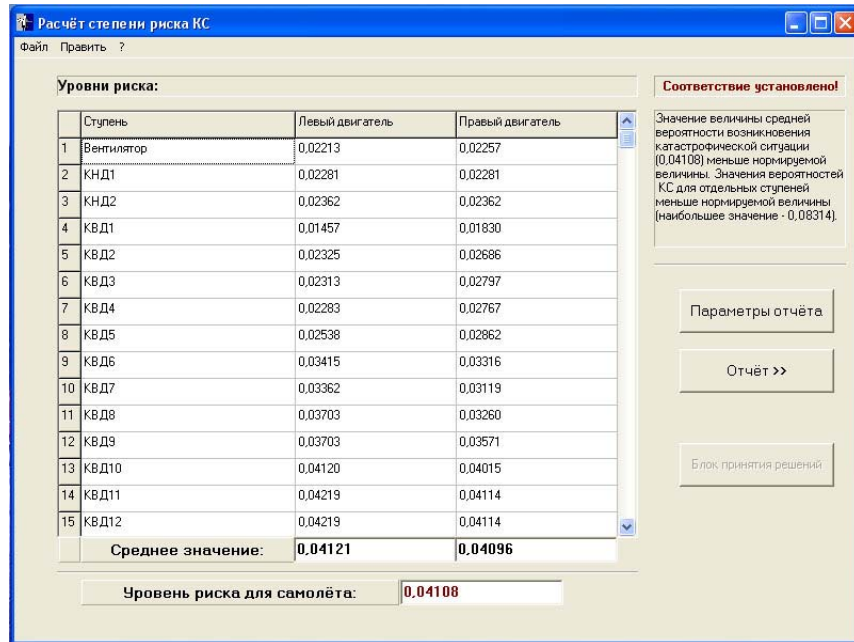 Расчёт степени риска КС
Файл Править ?
Уровни риска:
Ступень Левый двигатель Правый двигатель
1 Вентилятор 0,02213 0,02257
2 КНД1 0,02281 0,02281
3 КНД2 0,02362 0,02362
4 КВД1 0,01457 0,01830
5 КВД2 0,02325 0,02686
6 КВД3 0,02313 0,02797
7 КВД4 0,02283 0,02767
8 КВД5 0,02538 0,02862
9 КВД6 0,03415 0,03316
10 КВД7 0,03362 0,03119
11 КВД8 0,03703 0,03260
12 КВД9 0,03703 0,03571
13 КВД10 0,04120 0,04015
14 КВД11 0,04219 0,04114
15 КВД12 0,04219 0,04114
Среднее значение: 0,04121 0,04096
Уровень риска для самолёта: 0,04108
Соответствие установлено!
Значение величины средней
вероятности возникновения
катастрофической ситуации
(0,04108) меньше нормируемой
величины. Значения вероятностей
КС для отдельных ступеней
меньше нормируемой величины
(наибольшее значение - 0,08314).
Параметры отчёта
Отчёт >>
Блок принятия решений